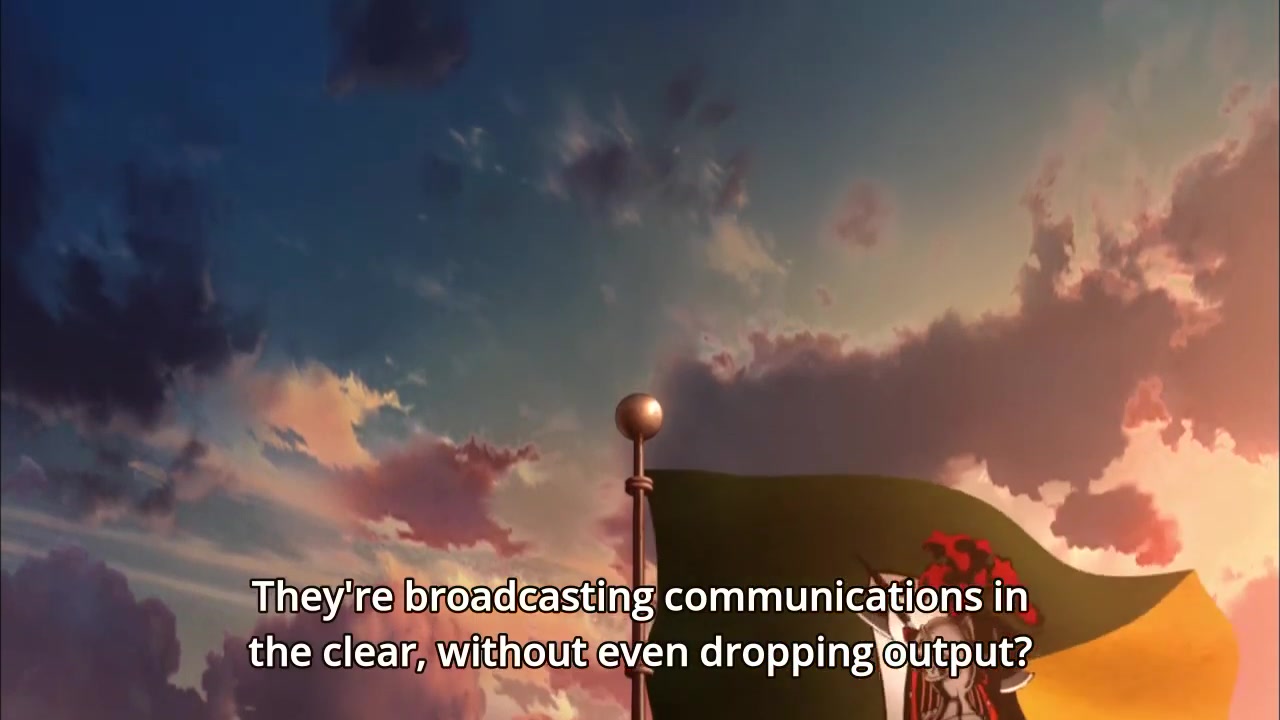 They're broadcasting communications in
the clear, without even dropping output?